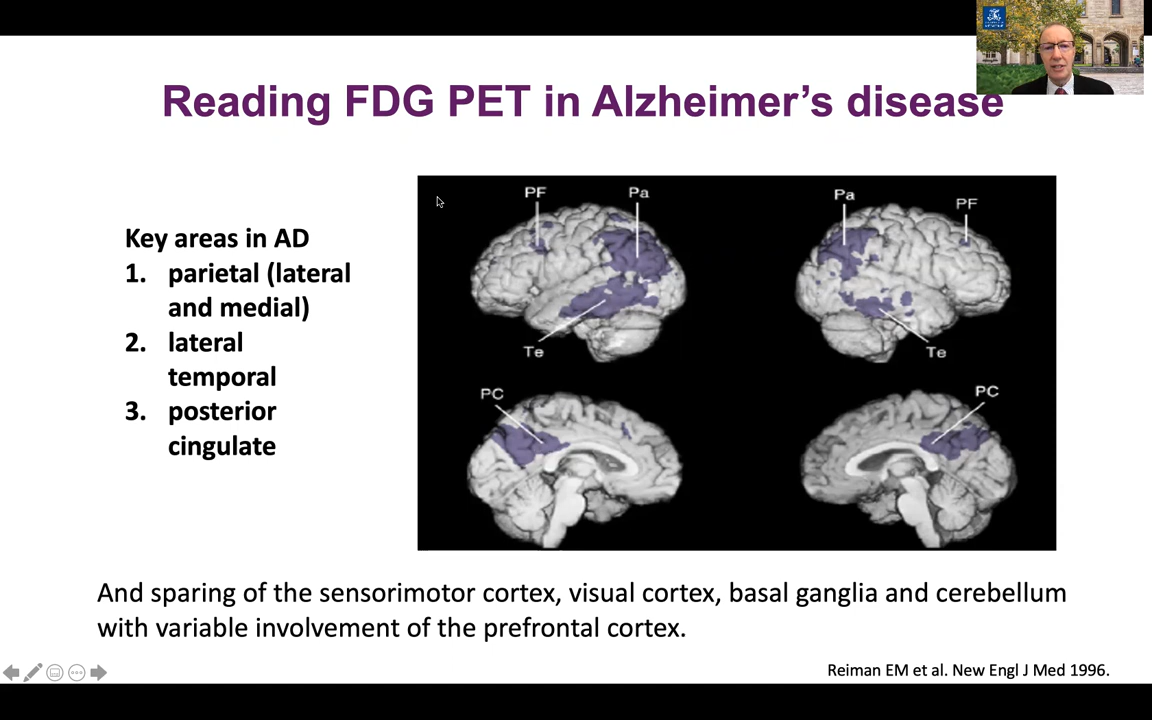 Reading FDG PET in Alzheimer's disease
Key areas in AD
1. parietal (lateral
and medial)
2. lateral
temporal
3. posterior
cingulate
PF
Pa
Pa
PF
Te
Te
PC
PC
And sparing of the sensorimotor cortex, visual cortex, basal ganglia and cerebellum
with variable involvement of the prefrontal cortex.
Reiman EM et al. New Engl J Med 1996.